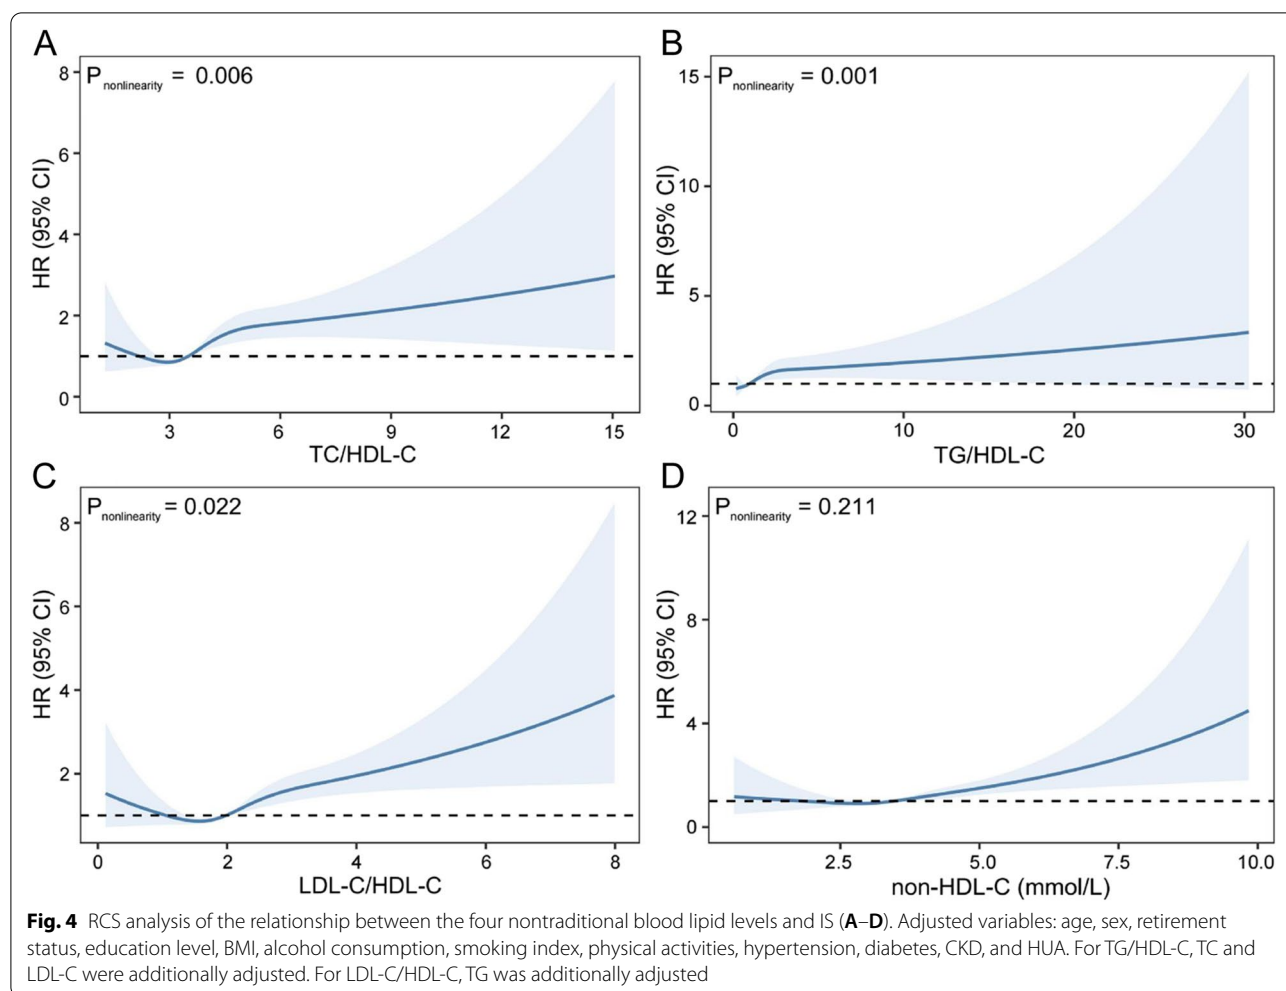 A
P nonlinearity = 0.006
HR (95% CI)
8
6
4
2
0
3 6 9 12 15
TC/HDL-C
B
P nonlinearity = 0.001
HR (95% CI)
15
10
5
0
0 10 20 30
TG/HDL-C
C
P nonlinearity = 0.022
HR (95% CI)
8
6
4
2
0 2 4 6 8
LDL-C/HDL-C
D
P nonlinearity = 0.211
HR (95% CI)
12
8
4
0
2.5 5.0 7.5 10.0
non-HDL-C (mmol/L)
Fig. 4 RCS analysis of the relationship between the four nontraditional blood lipid levels and IS (A–D). Adjusted variables: age, sex, retirement
status, education level, BMI, alcohol consumption, smoking index, physical activities, hypertension, diabetes, CKD, and HUA. For TG/HDL-C, TC and
LDL-C were additionally adjusted. For LDL-C/HDL-C, TG was additionally adjusted